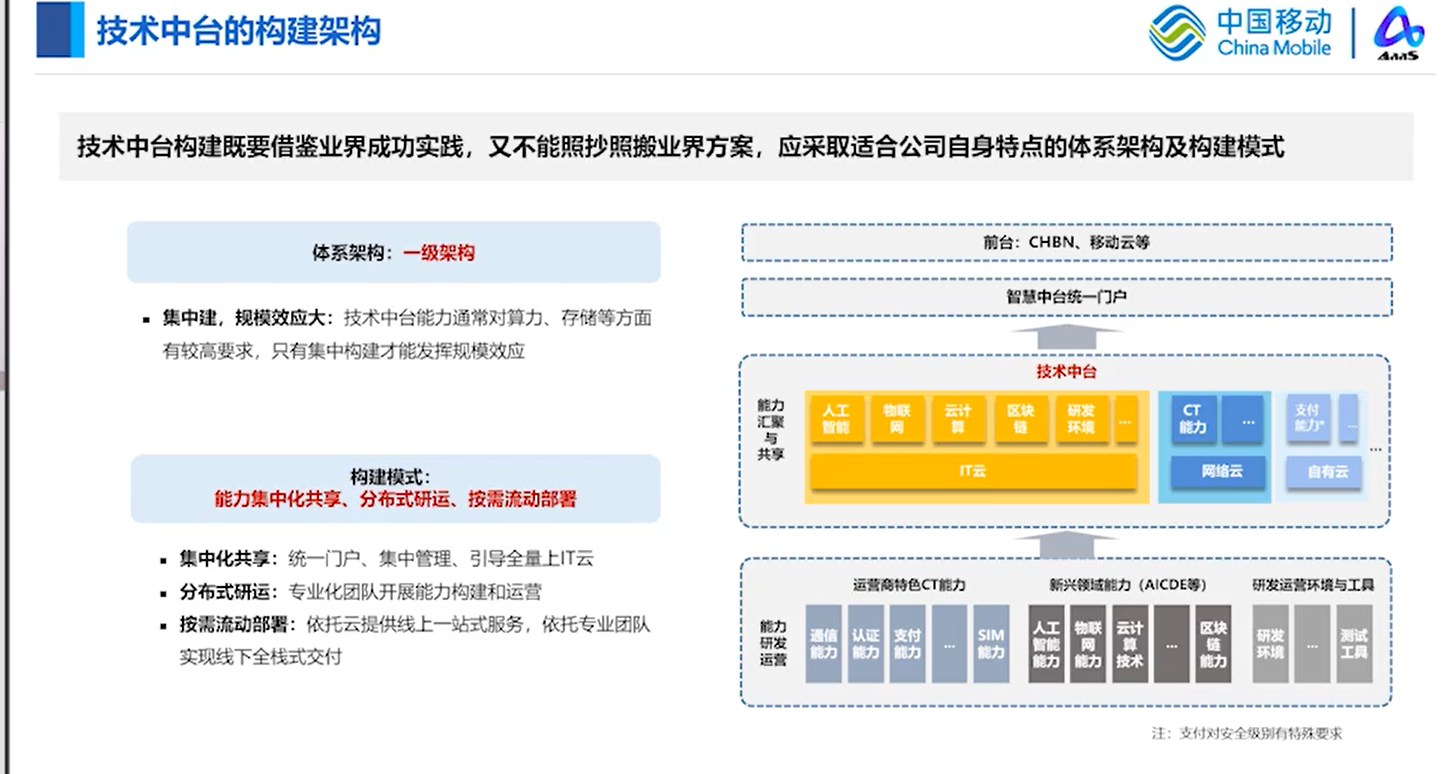 技术中台的构建架构
中国移动
China Mobile
AaaS
技术中台构建既要借鉴业界成功实践，又不能照抄照搬业界方案，应采取适合公司自身特点的体系架构及构建模式
体系架构：一级架构
▪ 集中建，规模效应大：技术中台能力通常对算力、存储等方面
有较高要求，只有集中构建才能发挥规模效应
构建模式：
能力集中化共享、分布式研运、按需流动部署
▪ 集中化共享：统一门户、集中管理、引导全量上IT云
▪ 分布式研运：专业化团队开展能力构建和运营
▪ 按需流动部署：依托云提供线上一站式服务，依托专业团队
实现线下全栈式交付
前台：CHBN、移动云等
智慧中台统一门户
技术中台
能力
汇聚
与
共享
人工
智能
物联
网
云计
算
区块
链
研发
环境
...
IT云
CT
能力
...
网络云
支付
能力*
...
自有云
...
能力
研发
运营
运营商特色CT能力
通信
能力
认证
能力
支付
能力
...
SIM
能力
新兴领域能力（AICDE等）
人工
智能
能力
物联
网
能力
云计
算
技术
...
区块
链
能力
研发运营环境与工具
研发
环境
...
测试
工具
注：支付对安全级别有特殊要求